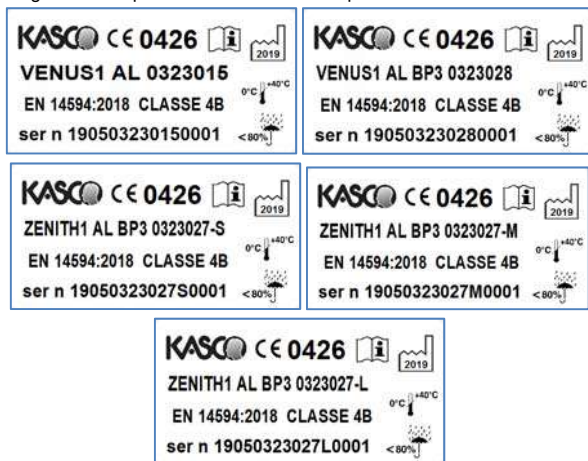 KASCO CE 0426 i 2019
VENUS1 AL 0323015
0°C +40°C
EN 14594:2018 CLASSE 4B
ser n 190503230150001 <80%
KASCO CE 0426 i 2019
VENUS1 AL BP3 0323028
0°C +40°C
EN 14594:2018 CLASSE 4B
ser n 190503230280001 <80%
KASCO CE 0426 i 2019
ZENITH1 AL BP3 0323027-S
0°C +40°C
EN 14594:2018 CLASSE 4B
ser n 19050323027S0001 <80%
KASCO CE 0426 i 2019
ZENITH1 AL BP3 0323027-M
0°C +40°C
EN 14594:2018 CLASSE 4B
ser n 19050323027M0001 <80%
KASCO CE 0426 i 2019
ZENITH1 AL BP3 0323027-L
0°C +40°C
EN 14594:2018 CLASSE 4B
ser n 19050323027L0001 <80%